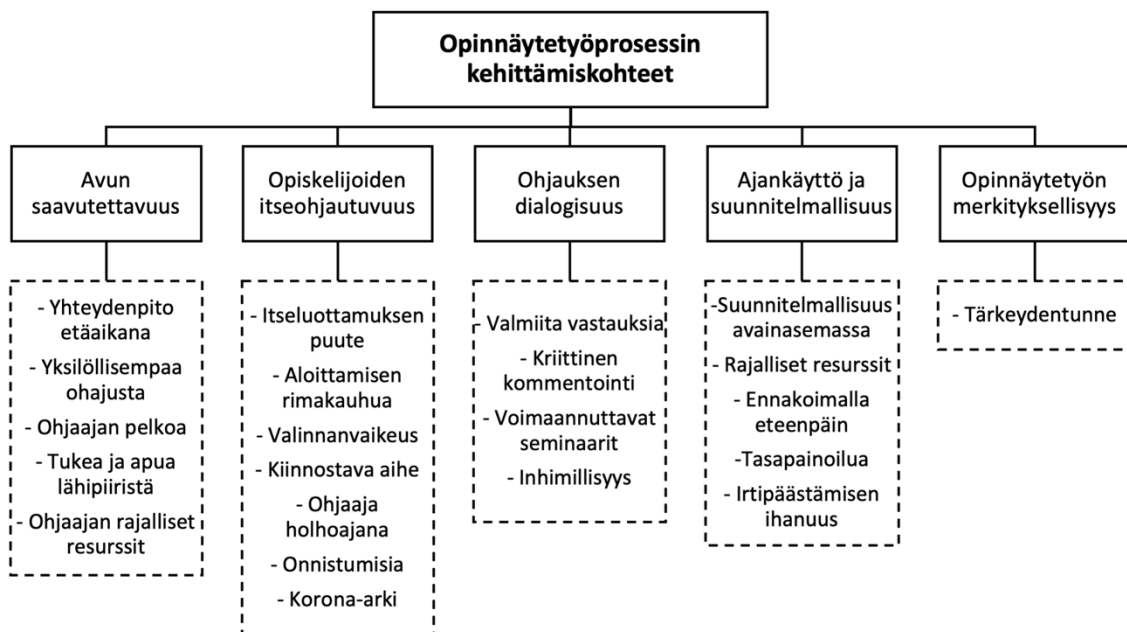 Opinnäytetyöprosessin
kehittämiskohteet
Avun
saavutettavuus
Opiskelijoiden
itseohjautuvuus
Ohjauksen
dialogisuus
Ajankäyttö ja
suunnitelmallisuus
Opinnäytetyön
merkityksellisyys
- Yhteydenpito
etäaikana
- Yksilöllisempaa
ohajusta
- Ohjaajan pelkoa
- Tukea ja apua
lähipiiristä
- Ohjaajan rajalliset
resurssit
- Itseluottamuksen
puute
- Aloittamisen
rimakauhua
- Valinnanvaikeus
- Kiinnostava aihe
- Ohjaaja
holhoajana
- Onnistumisia
- Korona-arki
- Valmiita vastauksia
- Kriittinen
kommentointi
- Voimaannuttavat
seminaarit
- Inhimillisyys
-Suunnitelmallisuus
avainasemassa
- Rajalliset resurssit
- Ennakoimalla
eteenpäin
-Tasapainoilua
- Irtipäästämisen
ihanuus
- Tärkeydentunne